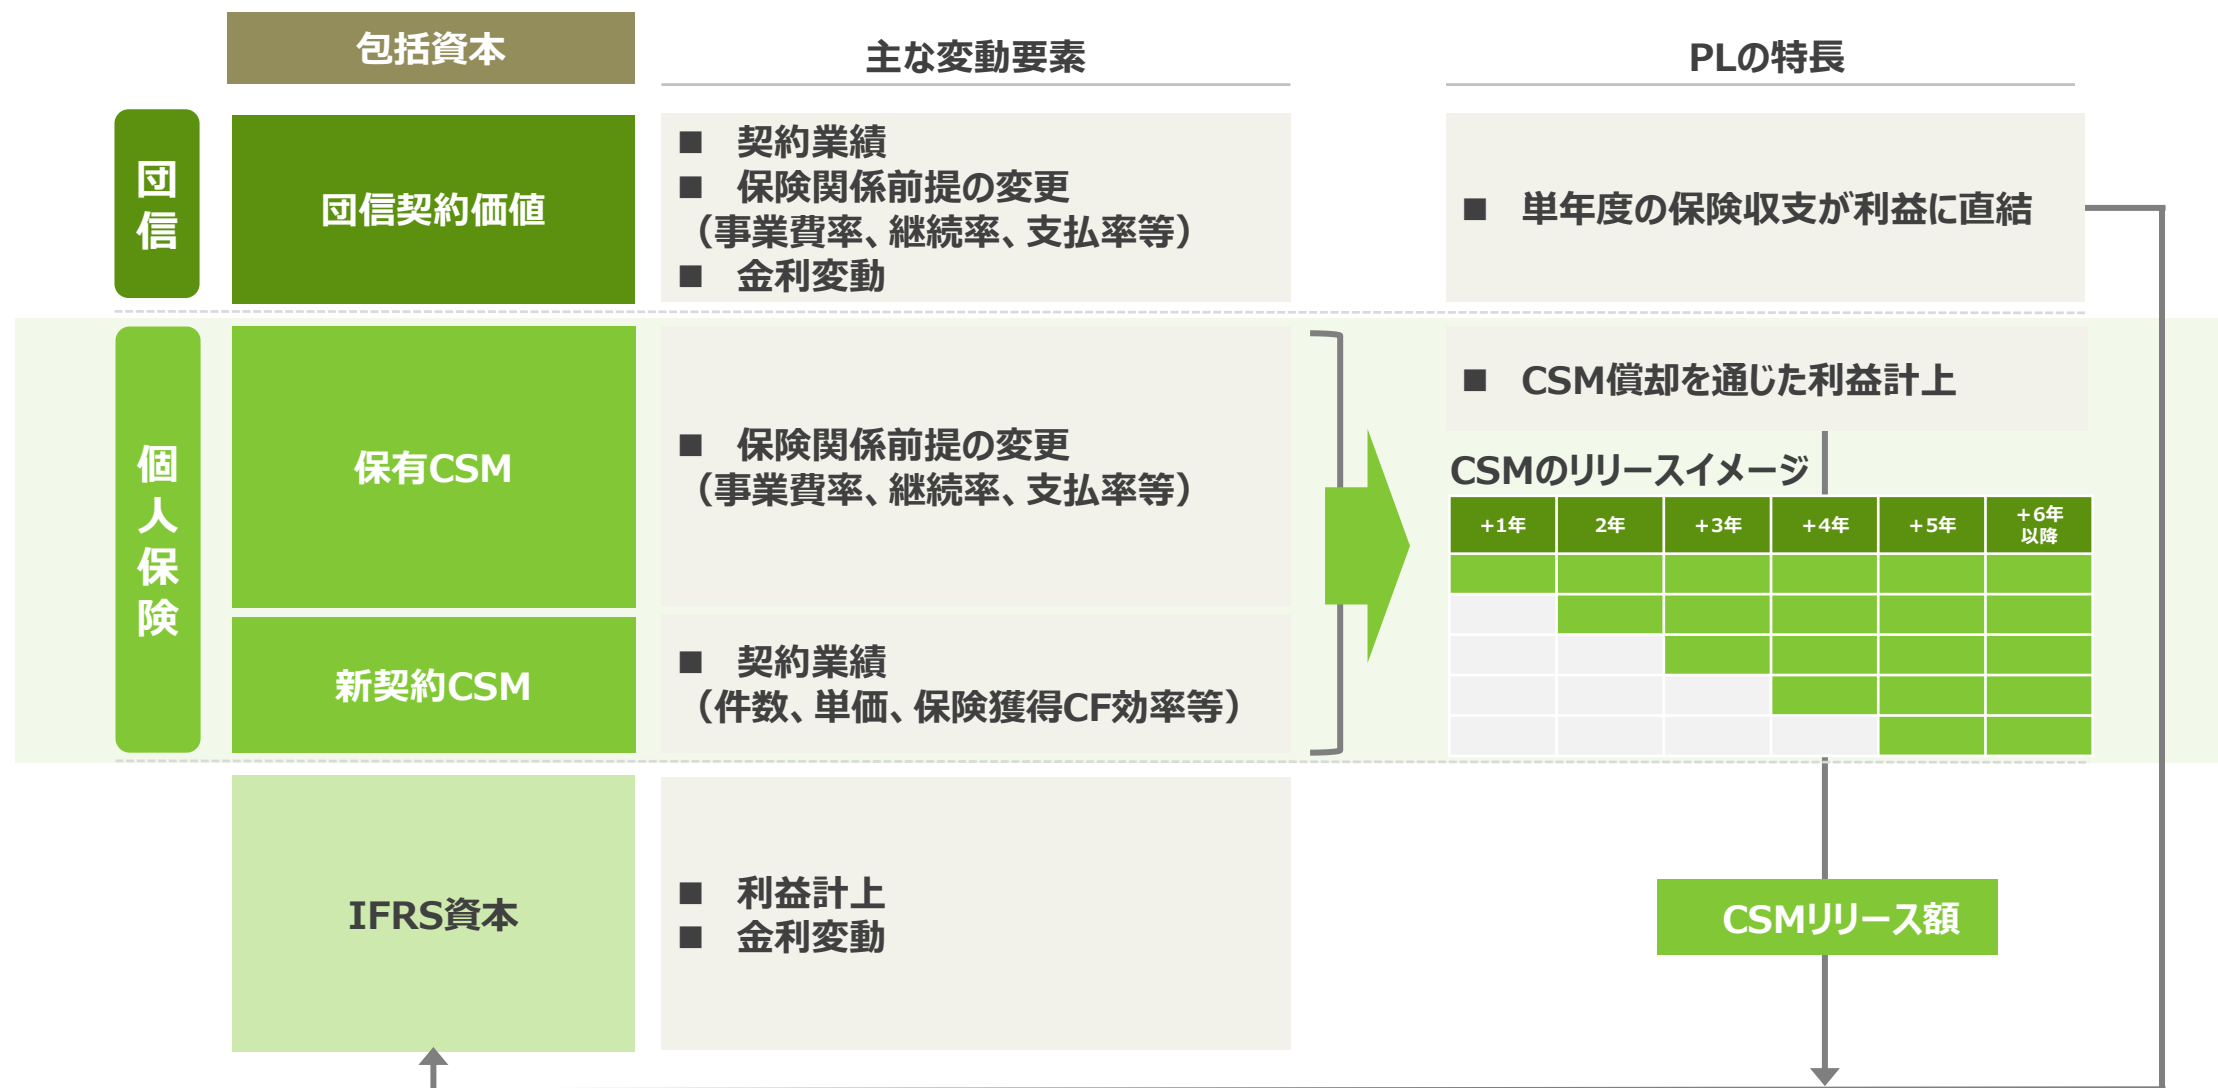 包括資本
主な変動要素
PLの特長
団信
団信契約価値
■ 契約業績
■ 保険関係前提の変更
（事業費率、継続率、支払率等）
■ 金利変動
■ 単年度の保険収支が利益に直結
個人保険
保有CSM
■ 保険関係前提の変更
（事業費率、継続率、支払率等）
■ CSM償却を通じた利益計上
CSMのリリースイメージ
+1年 2年 +3年 +4年 +5年 +6年
以降
新契約CSM
■ 契約業績
（件数、単価、保険獲得CF効率等）
IFRS資本
■ 利益計上
■ 金利変動
CSMリリース額